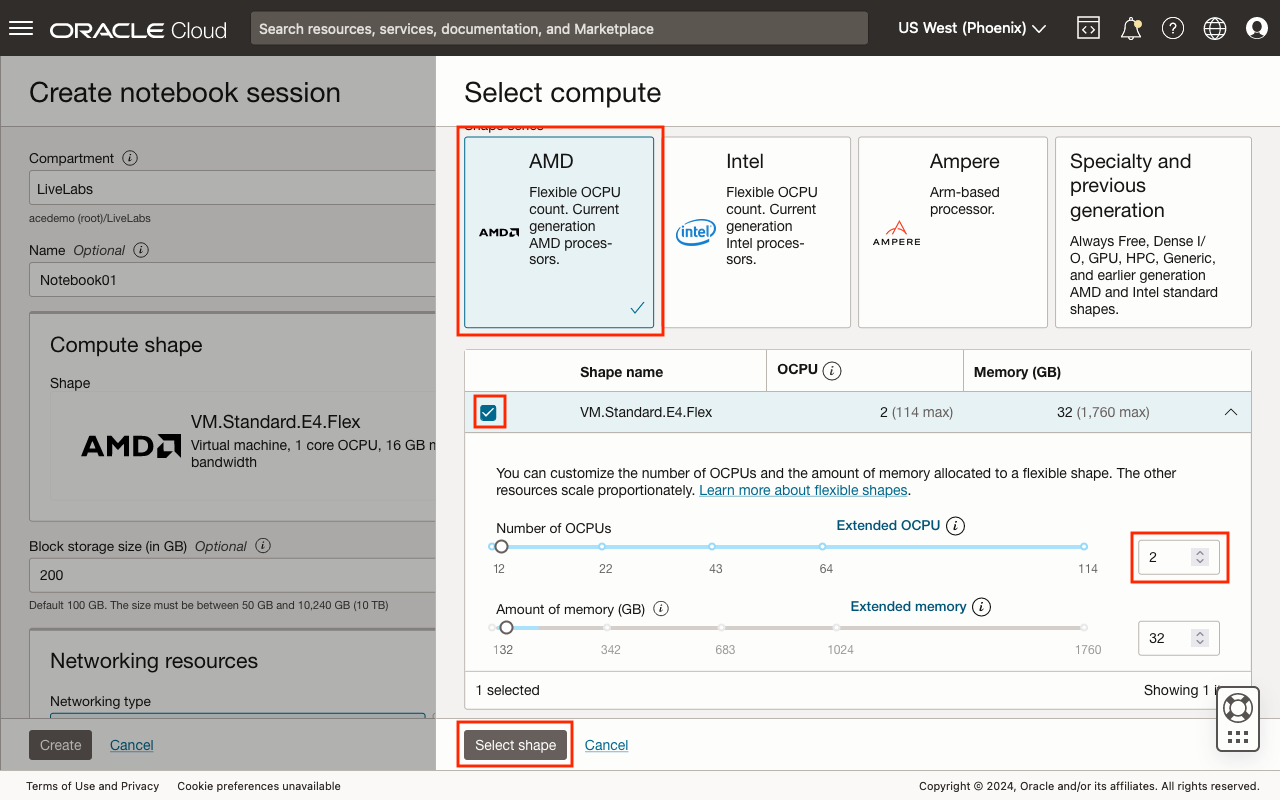 ORACLE Cloud
Search resources, services, documentation, and Marketplace
US West (Phoenix)
Create notebook session
Compartment
LiveLabs
acedemo (root)/LiveLabs
Name Optional
Notebook01
Compute shape
Shape
AMD
VM.Standard.E4.Flex
Virtual machine, 1 core OCPU, 16 GB
bandwidth
Block storage size (in GB) Optional
200
Default 100 GB. The size must be between 50 GB and 10,240 GB (10 TB)
Networking resources
Networking type
Create
Cancel
Select compute
Shape series
AMD
AMD
Flexible OCPU
count. Current
generation
AMD proces-
sors.
intel
Intel
Flexible OCPU
count. Current
generation
Intel proces-
sors.
AMPERE
Ampere
Arm-based
processor.
Specialty and
previous
generation
Always Free, Dense I/
O, GPU, HPC, Generic,
and earlier generation
AMD and Intel standard
shapes.
Shape name OCPU Memory (GB)
VM.Standard.E4.Flex 2 (114 max) 32 (1,760 max)
You can customize the number of OCPUs and the amount of memory allocated to a flexible shape. The other
resources scale proportionately. Learn more about flexible shapes.
Number of OCPUs Extended OCPU
12 22 43 64 114
2
Amount of memory (GB) Extended memory
132 342 683 1024 1760
32
1 selected
Showing 1
Select shape
Cancel
Terms of Use and Privacy Cookie preferences unavailable
Copyright © 2024, Oracle and/or its affiliates. All rights reserved.